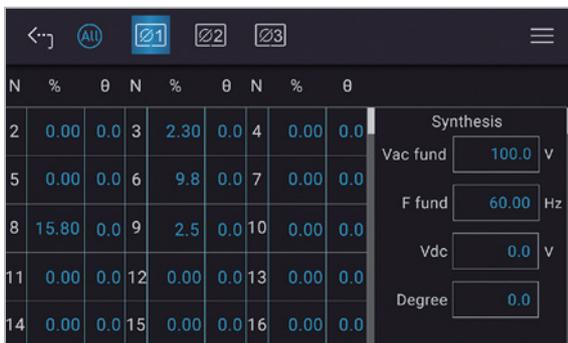 All Ø1 Ø2 Ø3
N % θ N % θ N % θ
2 0.00 0.0 3 2.30 0.0 4 0.00 0.0
5 0.00 0.0 6 9.8 0.0 7 0.00 0.0
8 15.80 0.0 9 2.5 0.0 10 0.00 0.0
11 0.00 0.0 12 0.00 0.0 13 0.00 0.0
14 0.00 0.0 15 0.00 0.0 16 0.00 0.0
Synthesis
Vac fund 100.0 V
F fund 60.00 Hz
Vdc 0.0 V
Degree 0.0